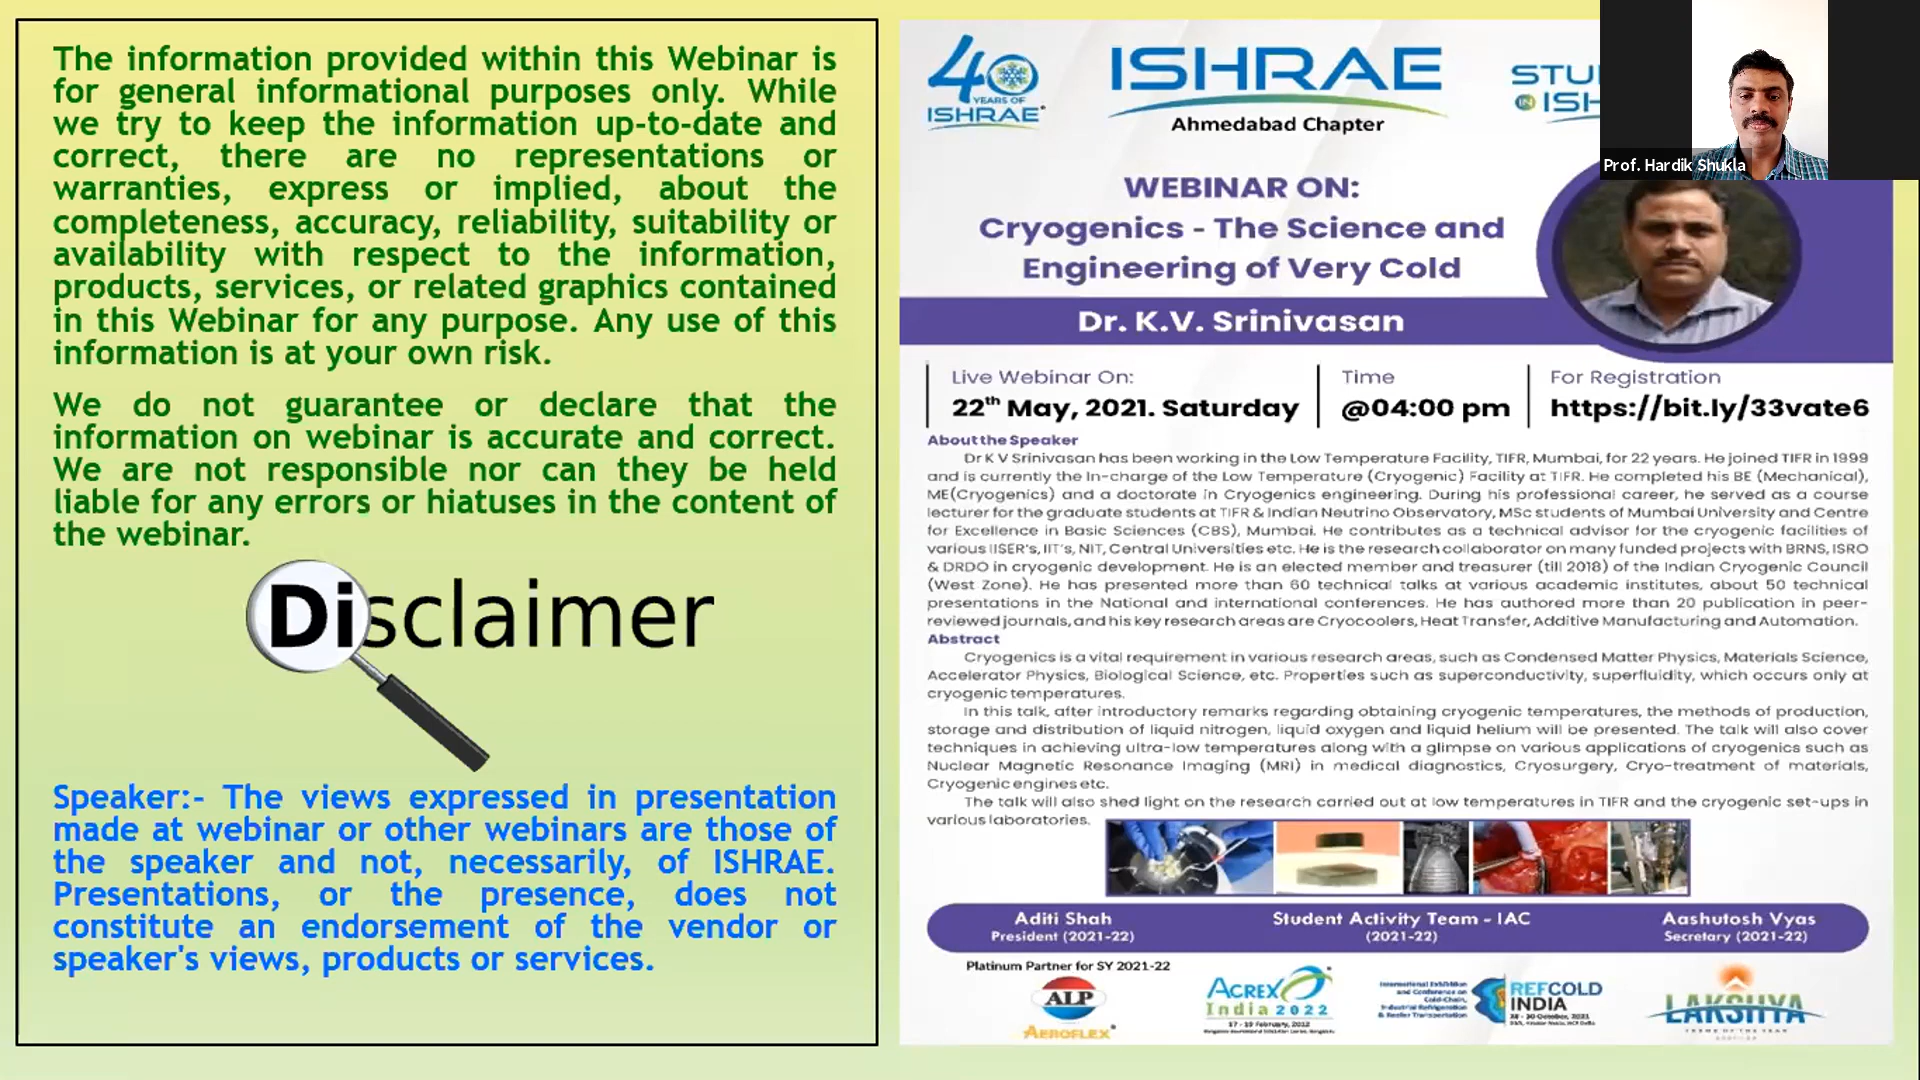 The information provided within this Webinar is
for general informational purposes only. While
we try to keep the information up-to-date and
correct, there are no representations or
warranties, express or implied, about the
completeness, accuracy, reliability, suitability or
availability with respect to the information,
products, services, or related graphics contained
in this Webinar for any purpose. Any use of this
information is at your own risk.
We do not guarantee or declare that the
information on webinar is accurate and correct.
We are not responsible nor can they be held
liable for any errors or hiatuses in the content of
the webinar.
Disclaimer
Speaker:- The views expressed in presentation
made at webinar or other webinars are those of
the speaker and not, necessarily, of ISHRAE.
Presentations, or the presence, does not
constitute an endorsement of the vendor or
speaker's views, products or services.
40
YEARS OF
ISHRAE
ISHRAE
Ahmedabad Chapter
STU
IN ISH
Prof. Hardik Shukla
WEBINAR ON:
Cryogenics - The Science and
Engineering of Very Cold
Dr. K.V. Srinivasan
Live Webinar On:
22th May, 2021. Saturday
Time
@04:00 pm
For Registration
https://bit.ly/33vate6
About the Speaker
Dr K V Srinivasan has been working in the Low Temperature Facility, TIFR, Mumbai, for 22 years. He joined TIFR in 1999
and is currently the In-charge of the Low Temperature (Cryogenic) Facility at TIFR. He completed his BE (Mechanical),
ME(Cryogenics) and a doctorate in Cryogenics engineering. During his professional career, he served as a course
lecturer for the graduate students at TIFR & Indian Neutrino Observatory, MSc students of Mumbai University and Centre
for Excellence in Basic Sciences (CBS), Mumbai. He contributes as a technical advisor for the cryogenic facilities of
various IISER's, IIT's, NIT, Central Universities etc. He is the research collaborator on many funded projects with BRNS, ISRO
& DRDO in cryogenic development. He is an elected member and treasurer (till 2018) of the Indian Cryogenic Council
(West Zone). He has presented more than 60 technical talks at various academic institutes, about 50 technical
presentations in the National and international conferences. He has authored more than 20 publication in peer-
reviewed journals, and his key research areas are Cryocoolers, Heat Transfer, Additive Manufacturing and Automation.
Abstract
Cryogenics is a vital requirement in various research areas, such as Condensed Matter Physics, Materials Science,
Accelerator Physics, Biological Science, etc. Properties such as superconductivity, superfluidity, which occurs only at
cryogenic temperatures.
In this talk, after introductory remarks regarding obtaining cryogenic temperatures, the methods of production,
storage and distribution of liquid nitrogen, liquid oxygen and liquid helium will be presented. The talk will also cover
techniques in achieving ultra-low temperatures along with a glimpse on various applications of cryogenics such as
Nuclear Magnetic Resonance Imaging (MRI) in medical diagnostics, Cryosurgery, Cryo-treatment of materials,
Cryogenic engines etc.
The talk will also shed light on the research carried out at low temperatures in TIFR and the cryogenic set-ups in
various laboratories.
Aditi Shah
President (2021-22)
Student Activity Team - IAC
(2021-22)
Aashutosh Vyas
Secretary (2021-22)
Platinum Partner for SY 2021-22
ALP
AEROFLEX
ACREX
India 2022
17 - 19 February, 2022
International Exhibition
and Conference on
Cold-Chain,
Industrial Refrigeration
& Reefer Transportation
REFCOLD
INDIA
LAKSHYA